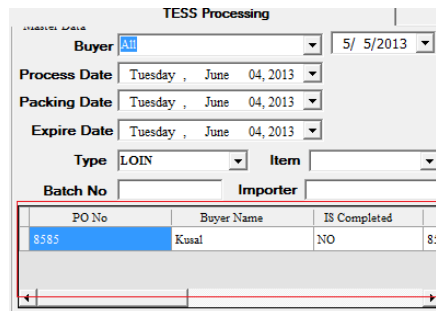 TESS Processing
Master Data
Buyer All 5/ 5/2013
Process Date Tuesday , June 04, 2013
Packing Date Tuesday , June 04, 2013
Expire Date Tuesday , June 04, 2013
Type LOIN Item
Batch No Importer
PO No Buyer Name IS Completed
8585 Kusal NO 85